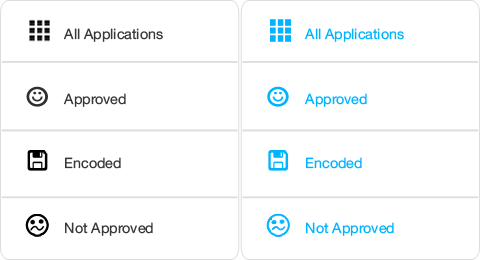 All Applications
Approved
Encoded
Not Approved
All Applications
Approved
Encoded
Not Approved